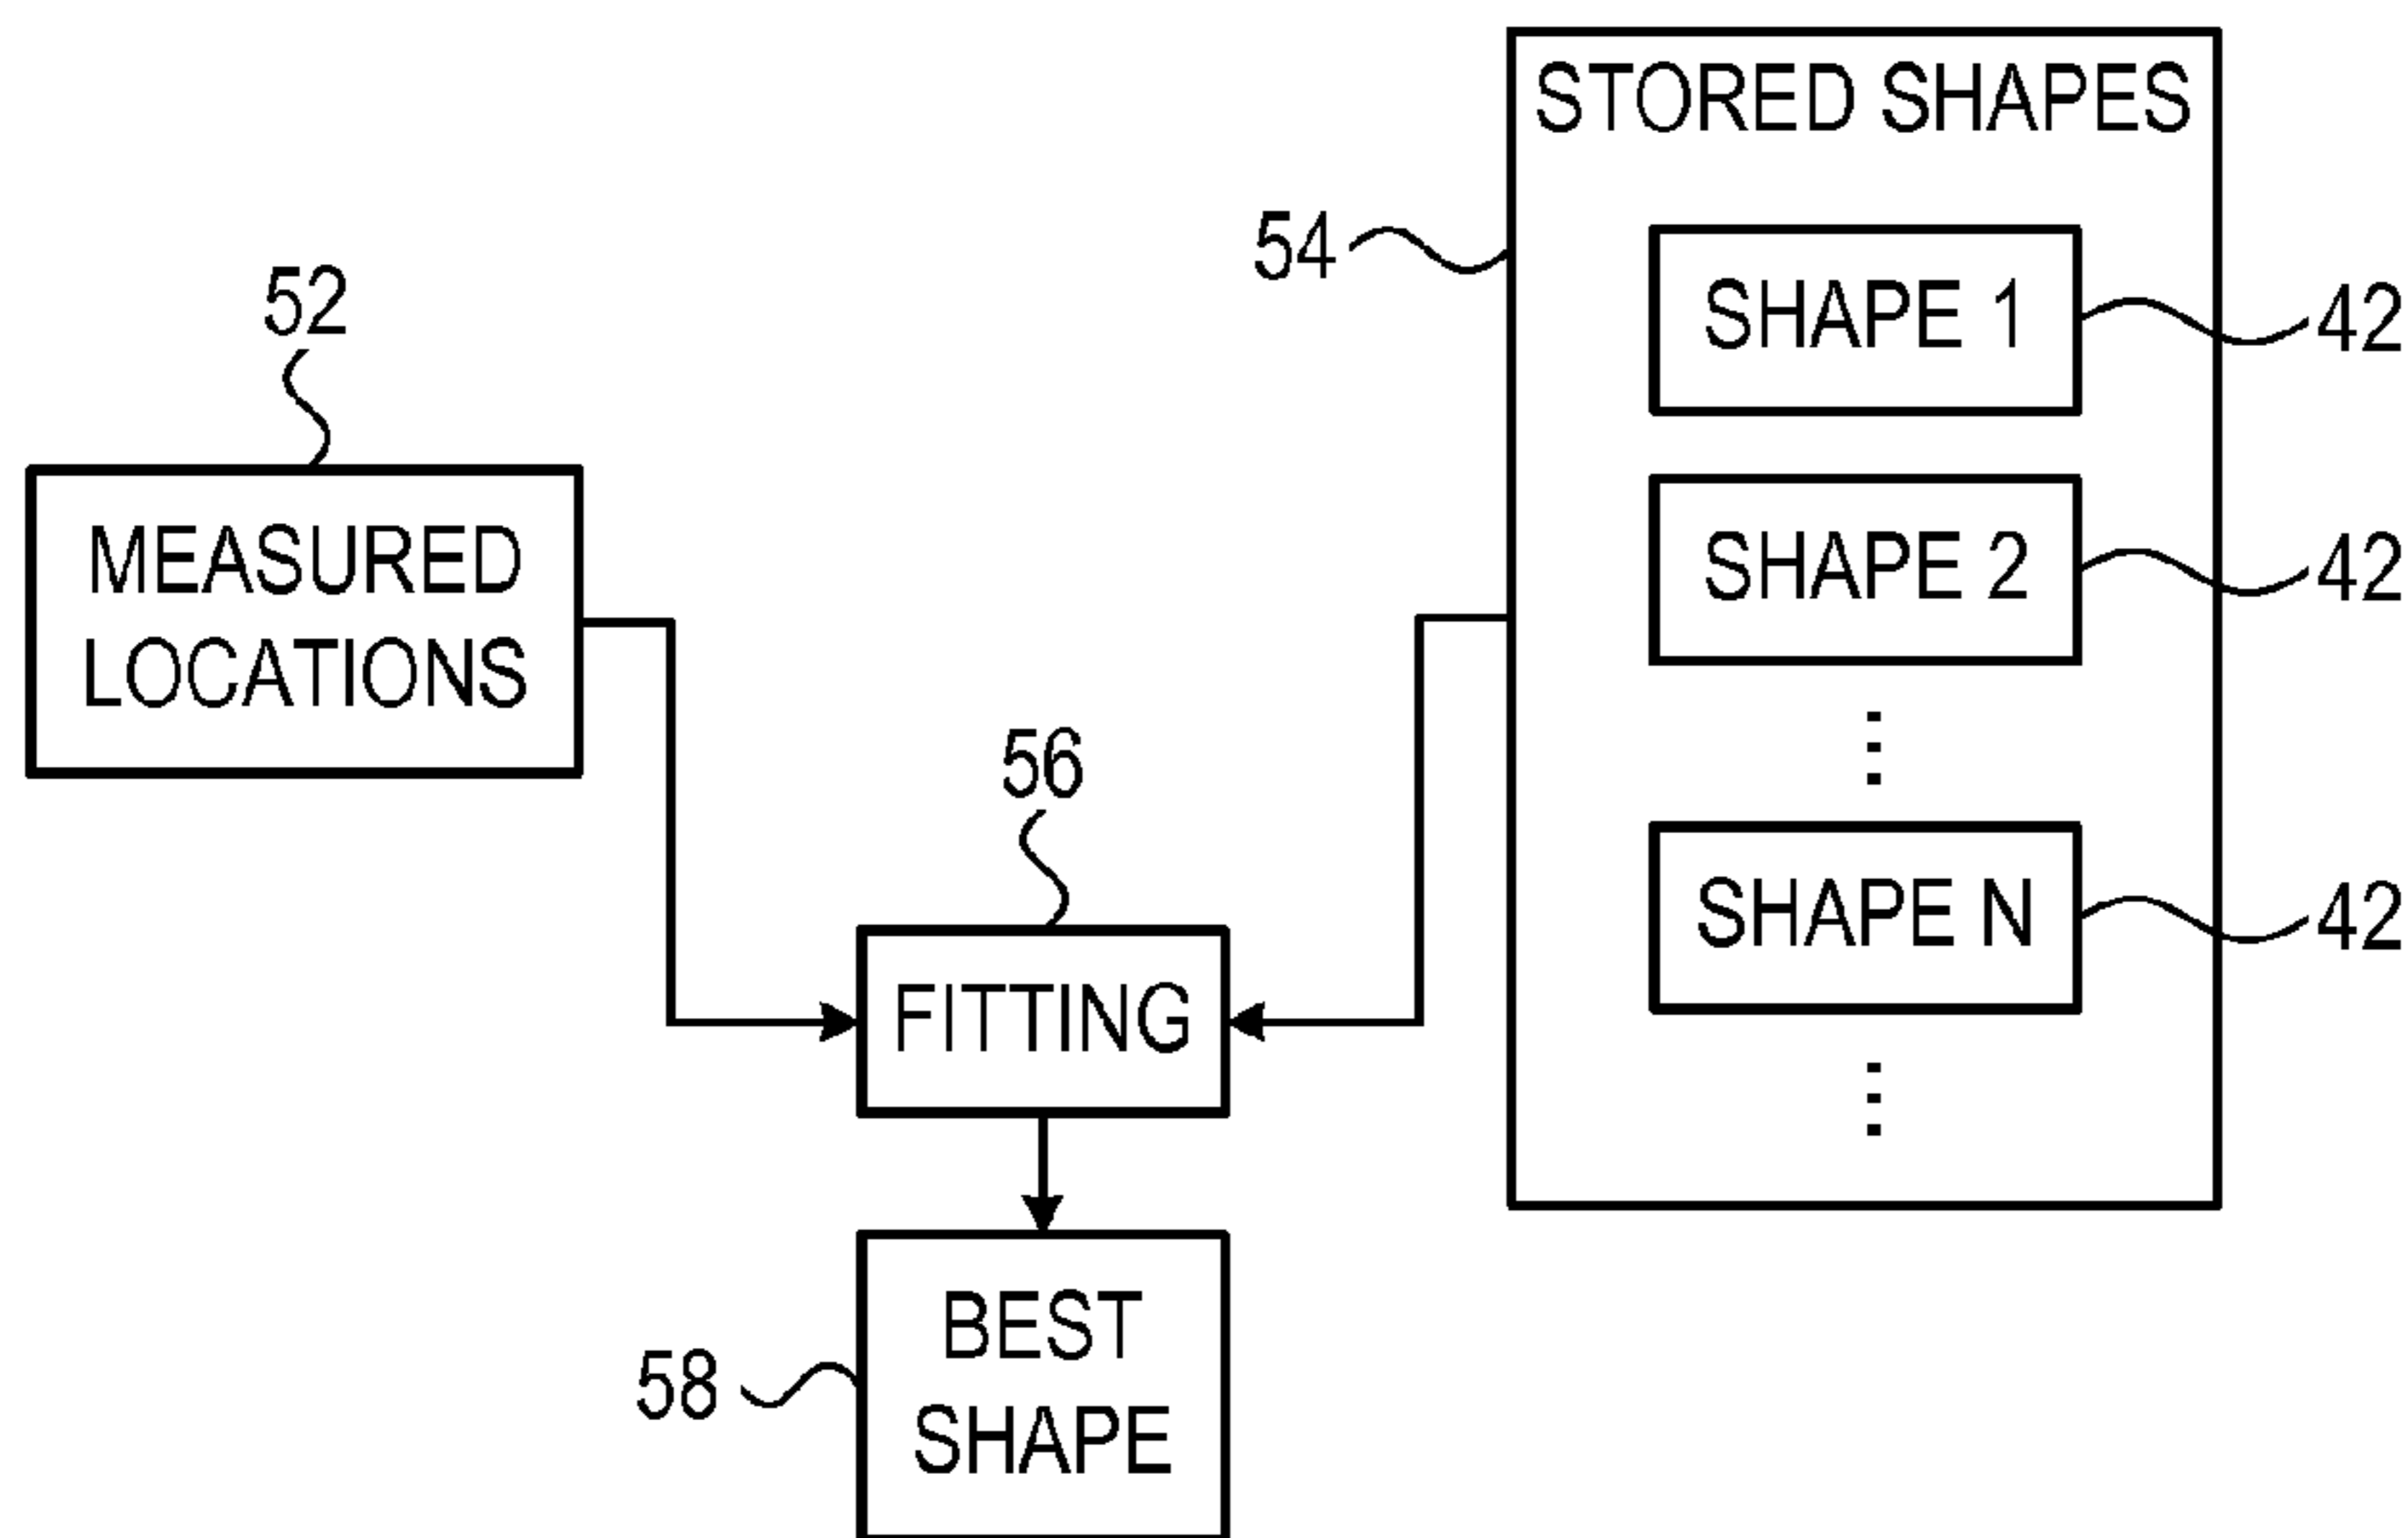 STORED SHAPES
54
SHAPE 1
42
52
MEASURED
LOCATIONS
SHAPE 2
42
56
SHAPE N
42
FITTING
58
BEST
SHAPE